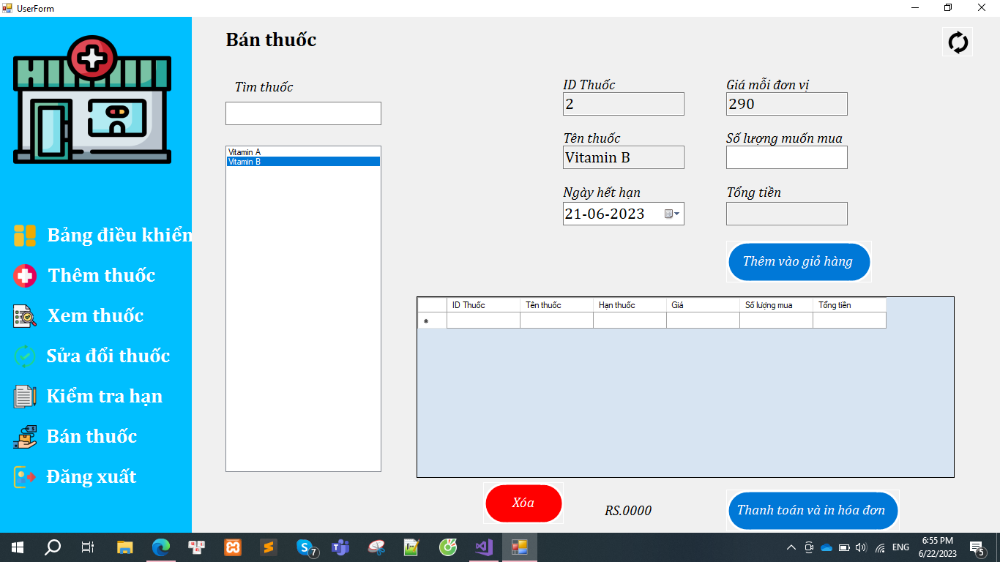 UserForm
Bảng điều khiển
Thêm thuốc
Xem thuốc
Sửa đổi thuốc
Kiểm tra hạn
Bán thuốc
Đăng xuất
Bán thuốc
Tìm thuốc
Vitamin A
Vitamin B
ID Thuốc
2
Giá mỗi đơn vị
290
Tên thuốc
Vitamin B
Số lượng muốn mua
Ngày hết hạn
21-06-2023
Tổng tiền
Thêm vào giỏ hàng
ID Thuốc Tên thuốc Hạn thuốc Giá Số lượng mua Tổng tiền
Xóa
RS.0000
Thanh toán và in hóa đơn
7
ENG
6:55 PM
6/22/2023
5